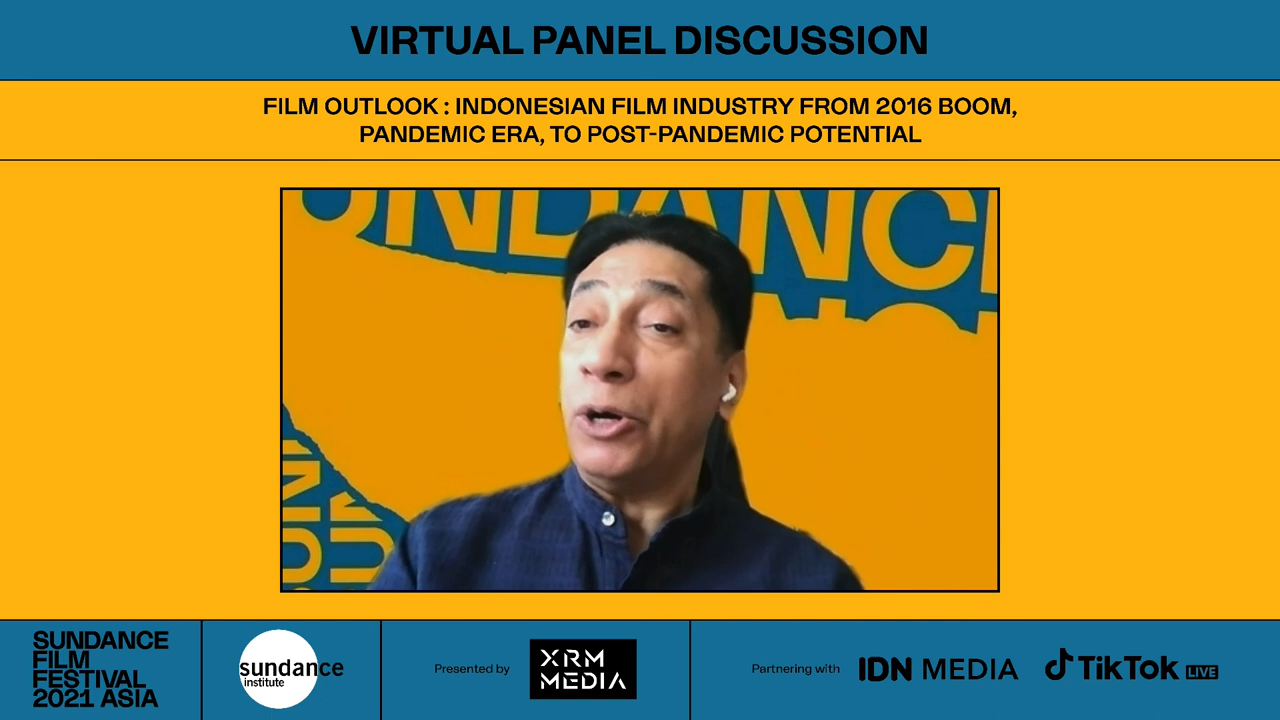 VIRTUAL PANEL DISCUSSION
FILM OUTLOOK : INDONESIAN FILM INDUSTRY FROM 2016 BOOM,
PANDEMIC ERA, TO POST-PANDEMIC POTENTIAL
SUNDANCE
FILM
FESTIVAL
2021 ASIA
sundance
institute
Presented by
XRM
MEDIA
Partnering with
IDN MEDIA
TikTok LIVE